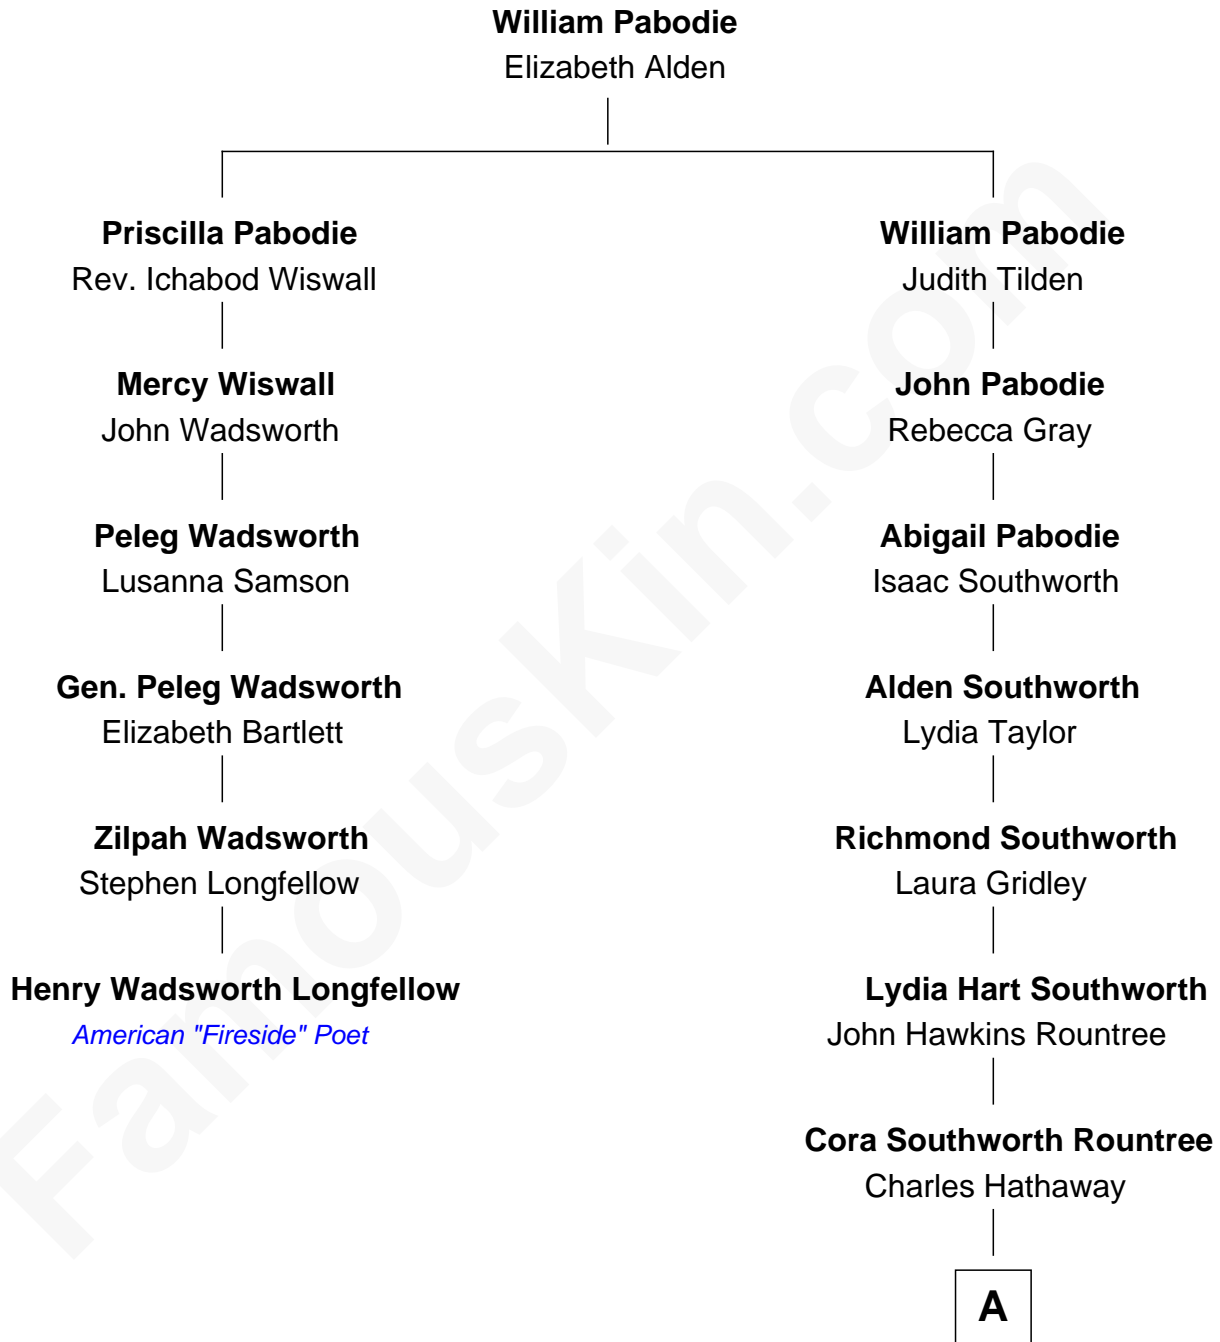 William Pabodie
Elizabeth Alden
Priscilla Pabodie
Rev. Ichabod Wiswall
William Pabodie
Judith Tilden
Mercy Wiswall
John Wadsworth
John Pabodie
Rebecca Gray
Peleg Wadsworth
Lusanna Samson
Abigail Pabodie
Isaac Southworth
Gen. Peleg Wadsworth
Elizabeth Bartlett
Alden Southworth
Lydia Taylor
Zilpah Wadsworth
Stephen Longfellow
Richmond Southworth
Laura Gridley
Henry Wadsworth Longfellow
American "Fireside" Poet
Lydia Hart Southworth
John Hawkins Rountree
Cora Southworth Rountree
Charles Hathaway
A
FamousKin.com